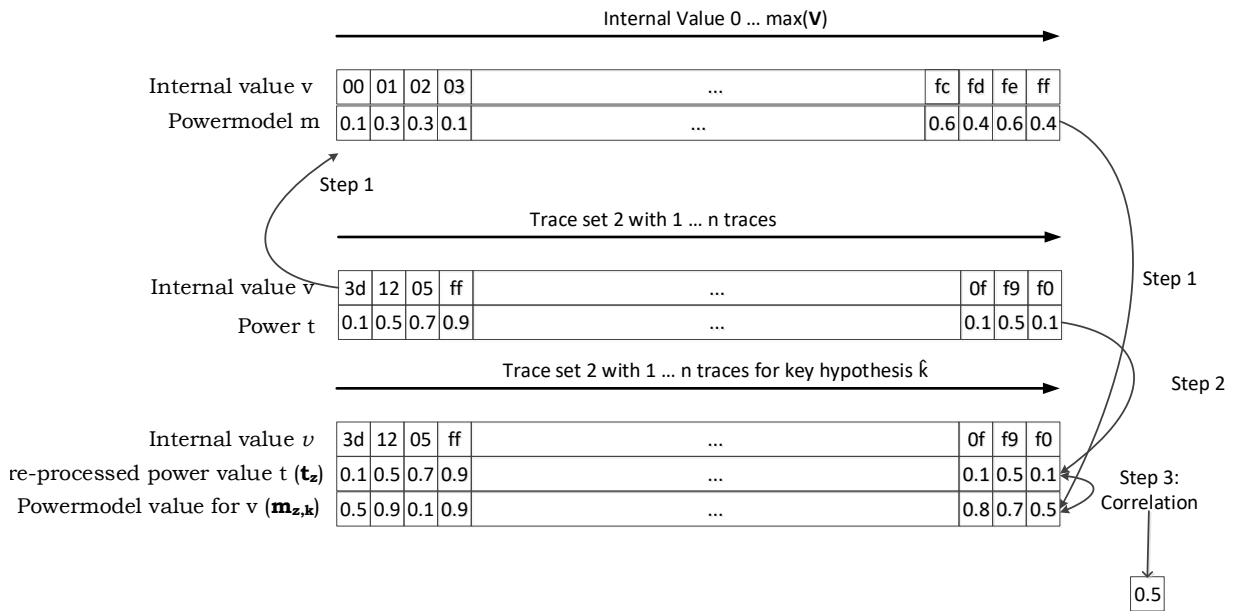 Internal Value 0 ... max(V)
Internal value v 00 01 02 03 ... fc fd fe ff
Powermodel m 0.1 0.3 0.3 0.1 ... 0.6 0.4 0.6 0.4
Step 1
Trace set 2 with 1 ... n traces
Step 1
Internal value v 3d 12 05 ff ... 0f f9 f0
Power t 0.1 0.5 0.7 0.9 ... 0.1 0.5 0.1
Trace set 2 with 1 ... n traces for key hypothesis k̂
Step 2
Internal value υ 3d 12 05 ff ... 0f f9 f0
re-processed power value t (tz) 0.1 0.5 0.7 0.9 ... 0.1 0.5 0.1
Powermodel value for v (mz,k) 0.5 0.9 0.1 0.9 ... 0.8 0.7 0.5
Step 3:
Correlation
0.5